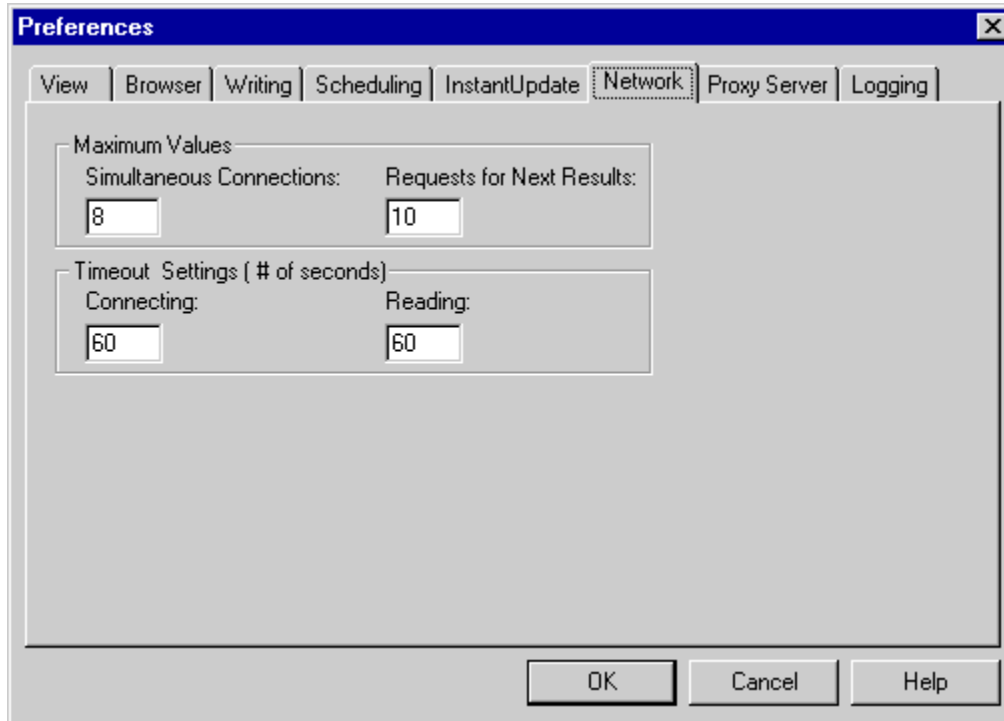 Preferences
View Browser Writing Scheduling InstantUpdate Network Proxy Server Logging
Maximum Values
Simultaneous Connections: Requests for Next Results:
8 10
Timeout Settings ( # of seconds)
Connecting: Reading:
60 60
OK Cancel Help